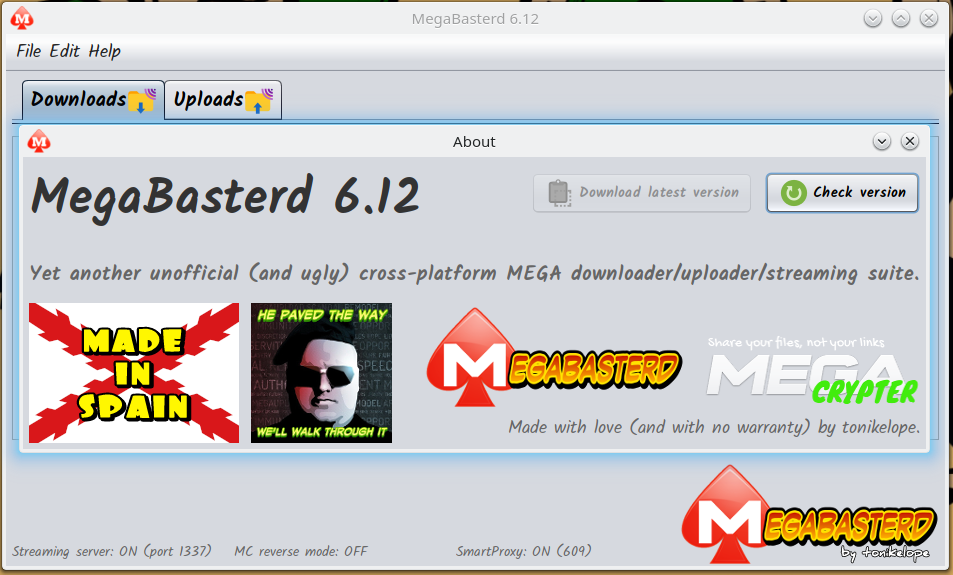 MegaBasterd 6.12
File Edit Help
Downloads Uploads
About
MegaBasterd 6.12
Download latest version
Check version
Yet another unofficial (and ugly) cross-platform MEGA downloader/uploader/streaming suite.
MADE
IN
SPAIN
HE PAVED THE WAY
WE'LL WALK THROUGH IT
M
MEGABASTERD
Share your files, not your links
MEGA
CRYPTER
Made with love (and with no warranty) by tonikelope.
M
MEGABASTERD
by tonikelope
Streaming server: ON (port 1337) MC reverse mode: OFF SmartProxy: ON (609)